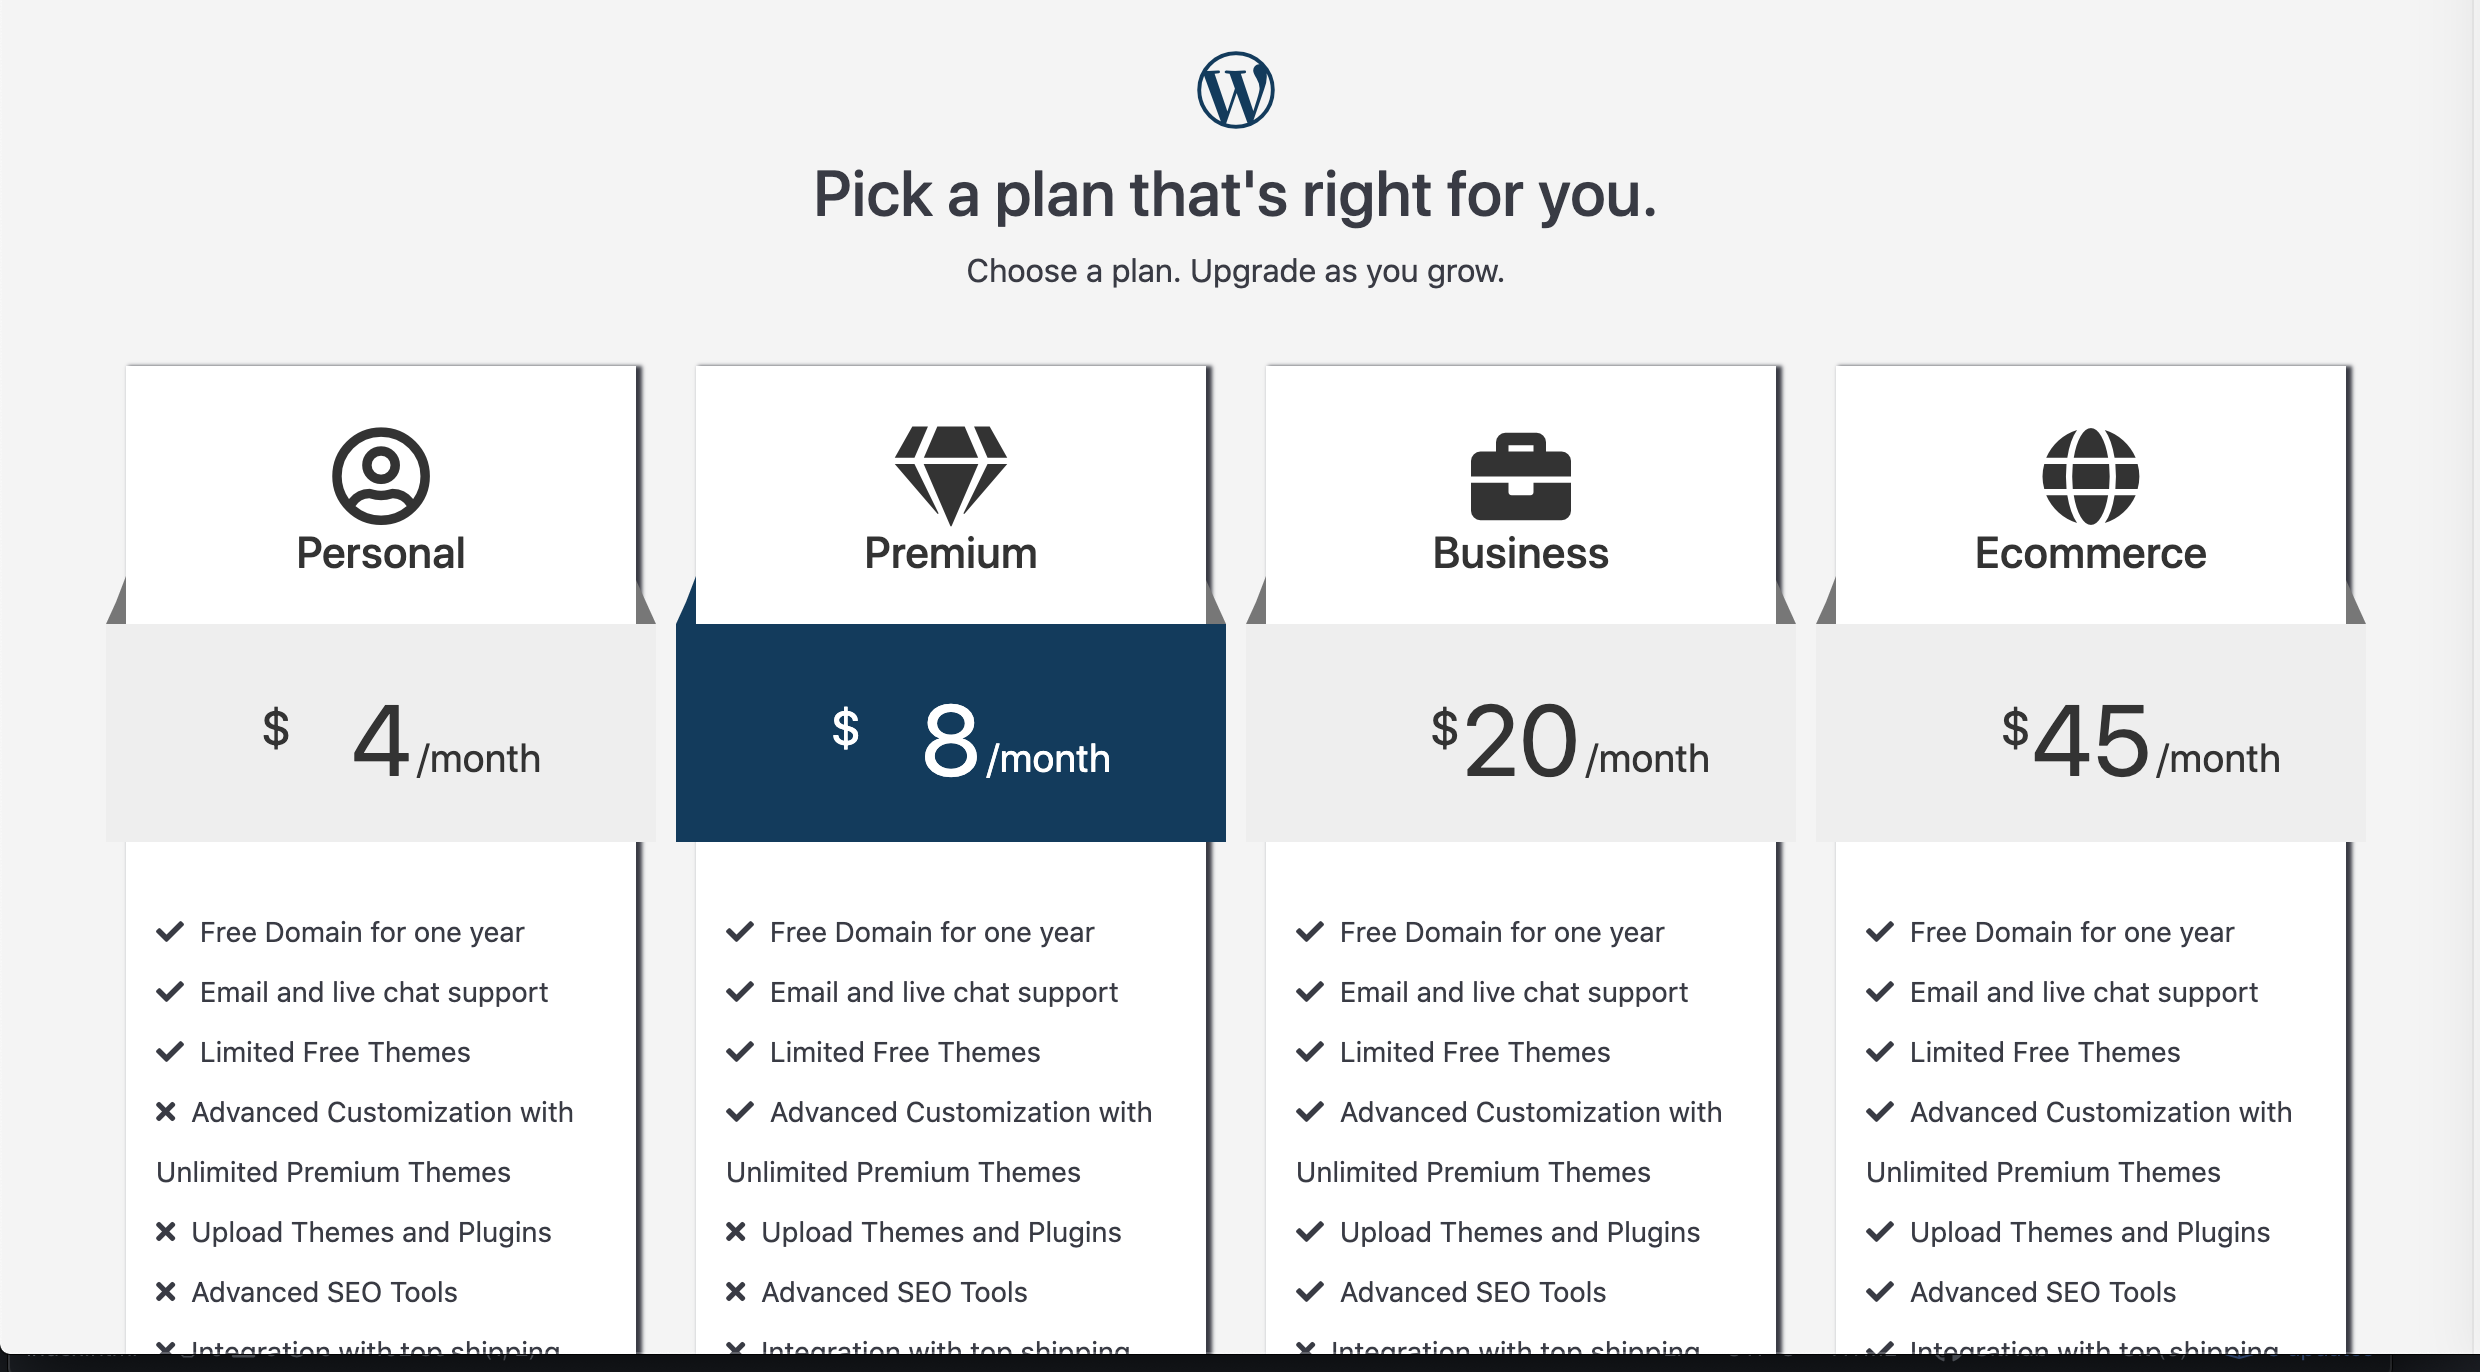 Pick a plan that's right for you.
Choose a plan. Upgrade as you grow.
Personal
$ 4 /month
Free Domain for one year
Email and live chat support
Limited Free Themes
Advanced Customization with
Unlimited Premium Themes
Upload Themes and Plugins
Advanced SEO Tools
Integration with top shipping
Premium
$ 8 /month
Free Domain for one year
Email and live chat support
Limited Free Themes
Advanced Customization with
Unlimited Premium Themes
Upload Themes and Plugins
Advanced SEO Tools
Integration with top shipping
Business
$20 /month
Free Domain for one year
Email and live chat support
Limited Free Themes
Advanced Customization with
Unlimited Premium Themes
Upload Themes and Plugins
Advanced SEO Tools
Integration with top shipping
Ecommerce
$45 /month
Free Domain for one year
Email and live chat support
Limited Free Themes
Advanced Customization with
Unlimited Premium Themes
Upload Themes and Plugins
Advanced SEO Tools
Integration with top shipping